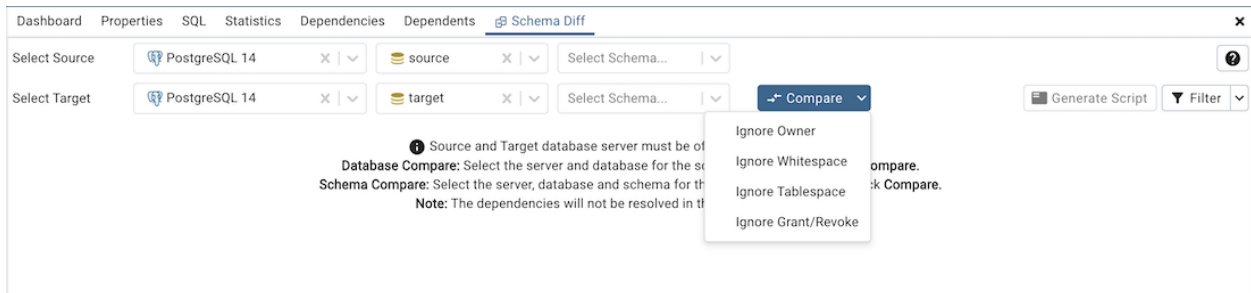 Dashboard Properties SQL Statistics Dependencies Dependents Schema Diff
Select Source PostgreSQL 14 source Select Schema...
Select Target PostgreSQL 14 target Select Schema... Compare Generate Script Filter
Ignore Owner
Ignore Whitespace
Ignore Tablespace
Ignore Grant/Revoke
Source and Target database server must be of
Database Compare: Select the server and database for the ompare.
Schema Compare: Select the server, database and schema for Compare.
Note: The dependencies will not be resolved in